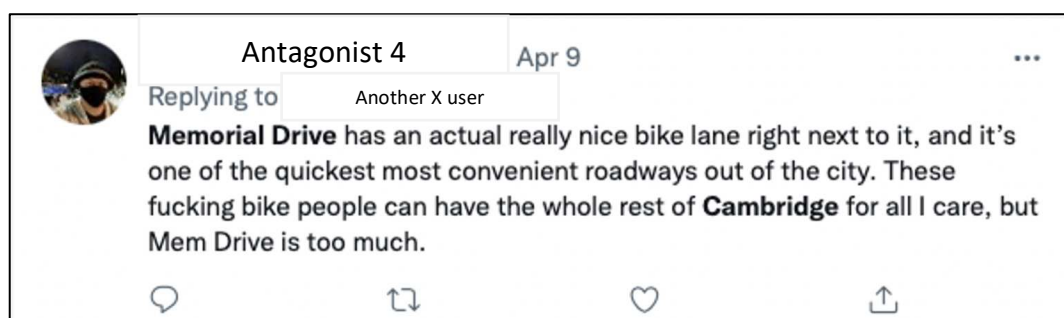 Antagonist 4 Apr 9
Replying to Another X user
Memorial Drive has an actual really nice bike lane right next to it, and it’s
one of the quickest most convenient roadways out of the city. These
fucking bike people can have the whole rest of Cambridge for all I care, but
Mem Drive is too much.